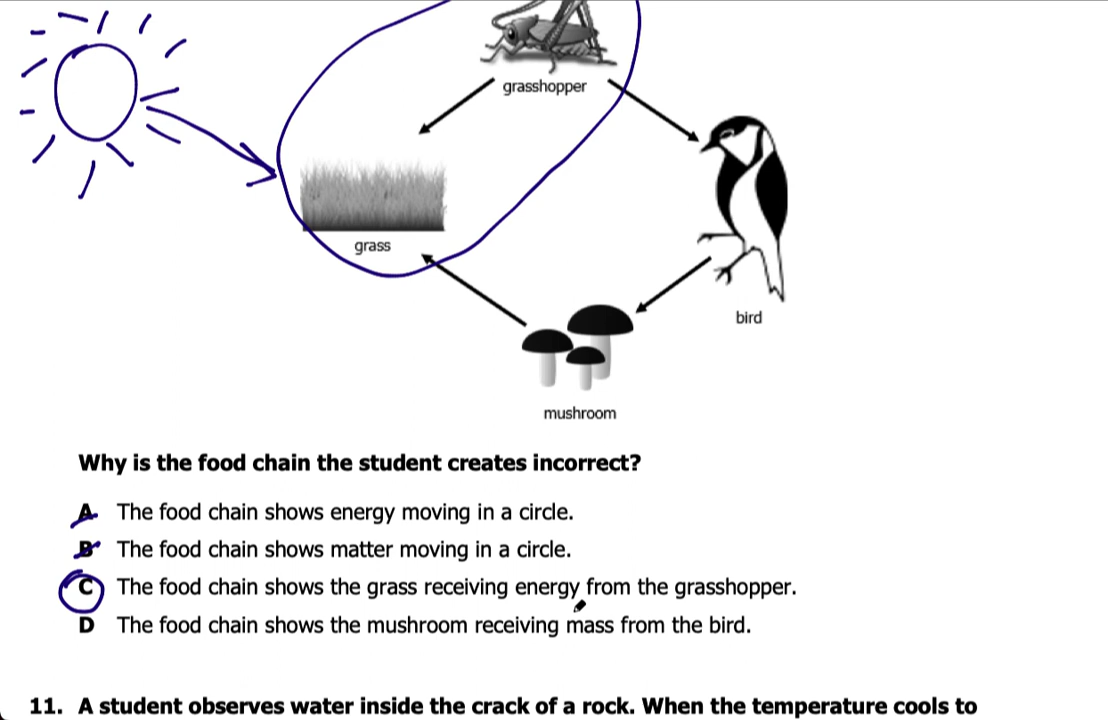 grasshopper
grass
bird
mushroom
Why is the food chain the student creates incorrect?
A The food chain shows energy moving in a circle.
B The food chain shows matter moving in a circle.
C The food chain shows the grass receiving energy from the grasshopper.
D The food chain shows the mushroom receiving mass from the bird.
11. A student observes water inside the crack of a rock. When the temperature cools to